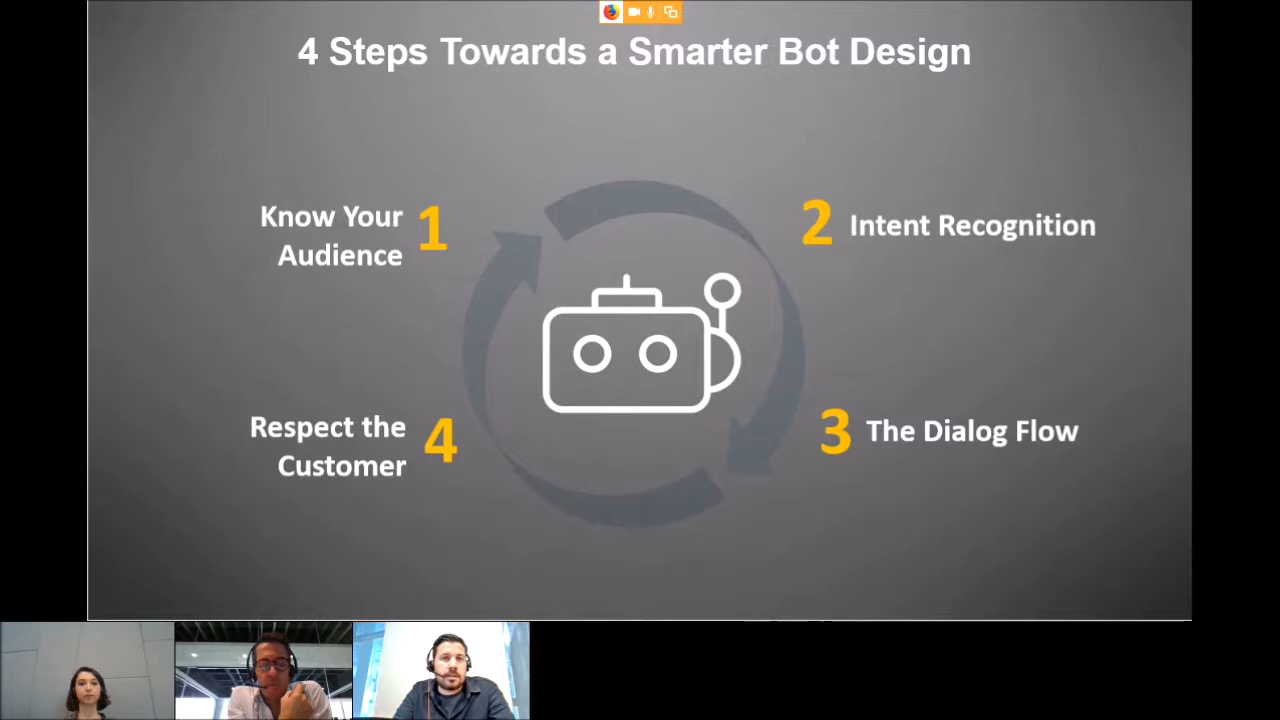 4 Steps Towards a Smarter Bot Design
Know Your
Audience
1
2
Intent Recognition
Respect the
Customer
4
3
The Dialog Flow